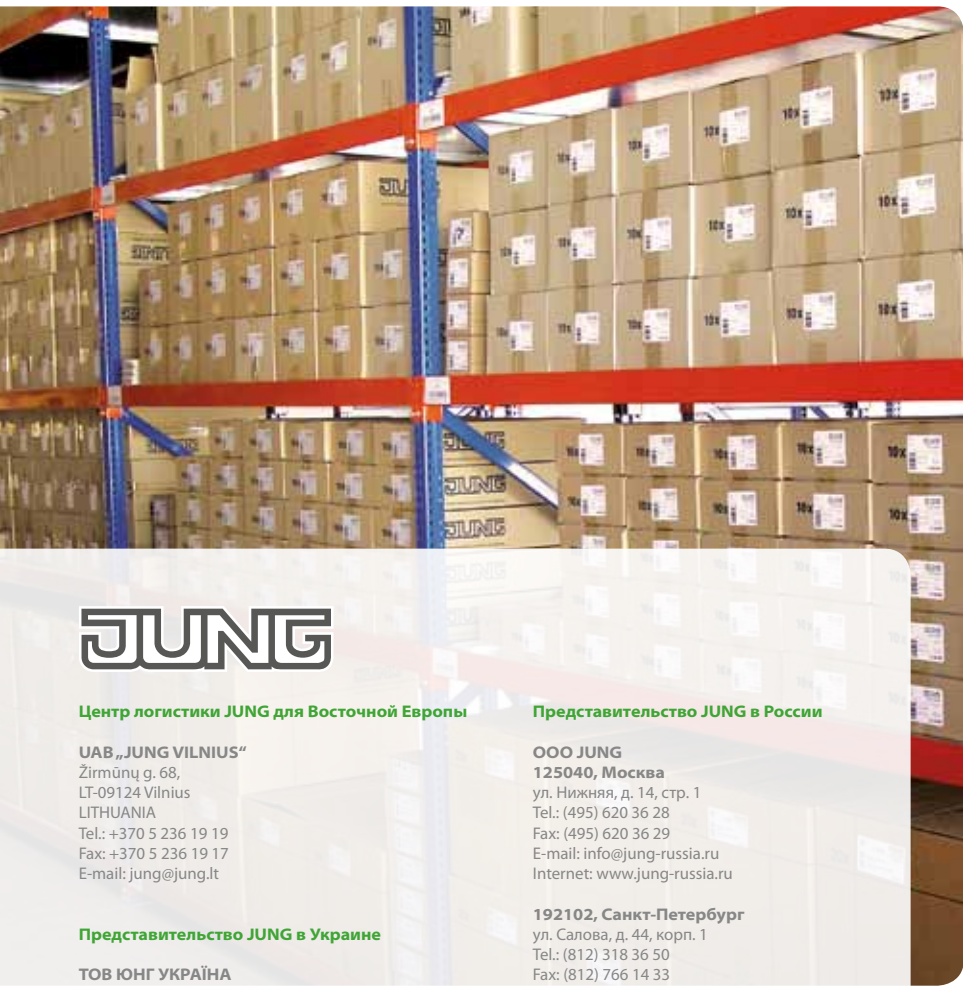 JUNG
Центр логистики JUNG для Восточной Европы
UAB „JUNG VILNIUS“
Žirmūnų g. 68,
LT-09124 Vilnius
LITHUANIA
Tel.: +370 5 236 19 19
Fax: +370 5 236 19 17
E-mail: jung@jung.lt
Представительство JUNG в Украине
ТОВ ЮНГ УКРАЇНА
Представительство JUNG в России
ООО JUNG
125040, Москва
ул. Нижняя, д. 14, стр. 1
Tel.: (495) 620 36 28
Fax: (495) 620 36 29
E-mail: info@jung-russia.ru
Internet: www.jung-russia.ru
192102, Санкт-Петербург
ул. Салова, д. 44, корп. 1
Tel.: (812) 318 36 50
Fax: (812) 766 14 33